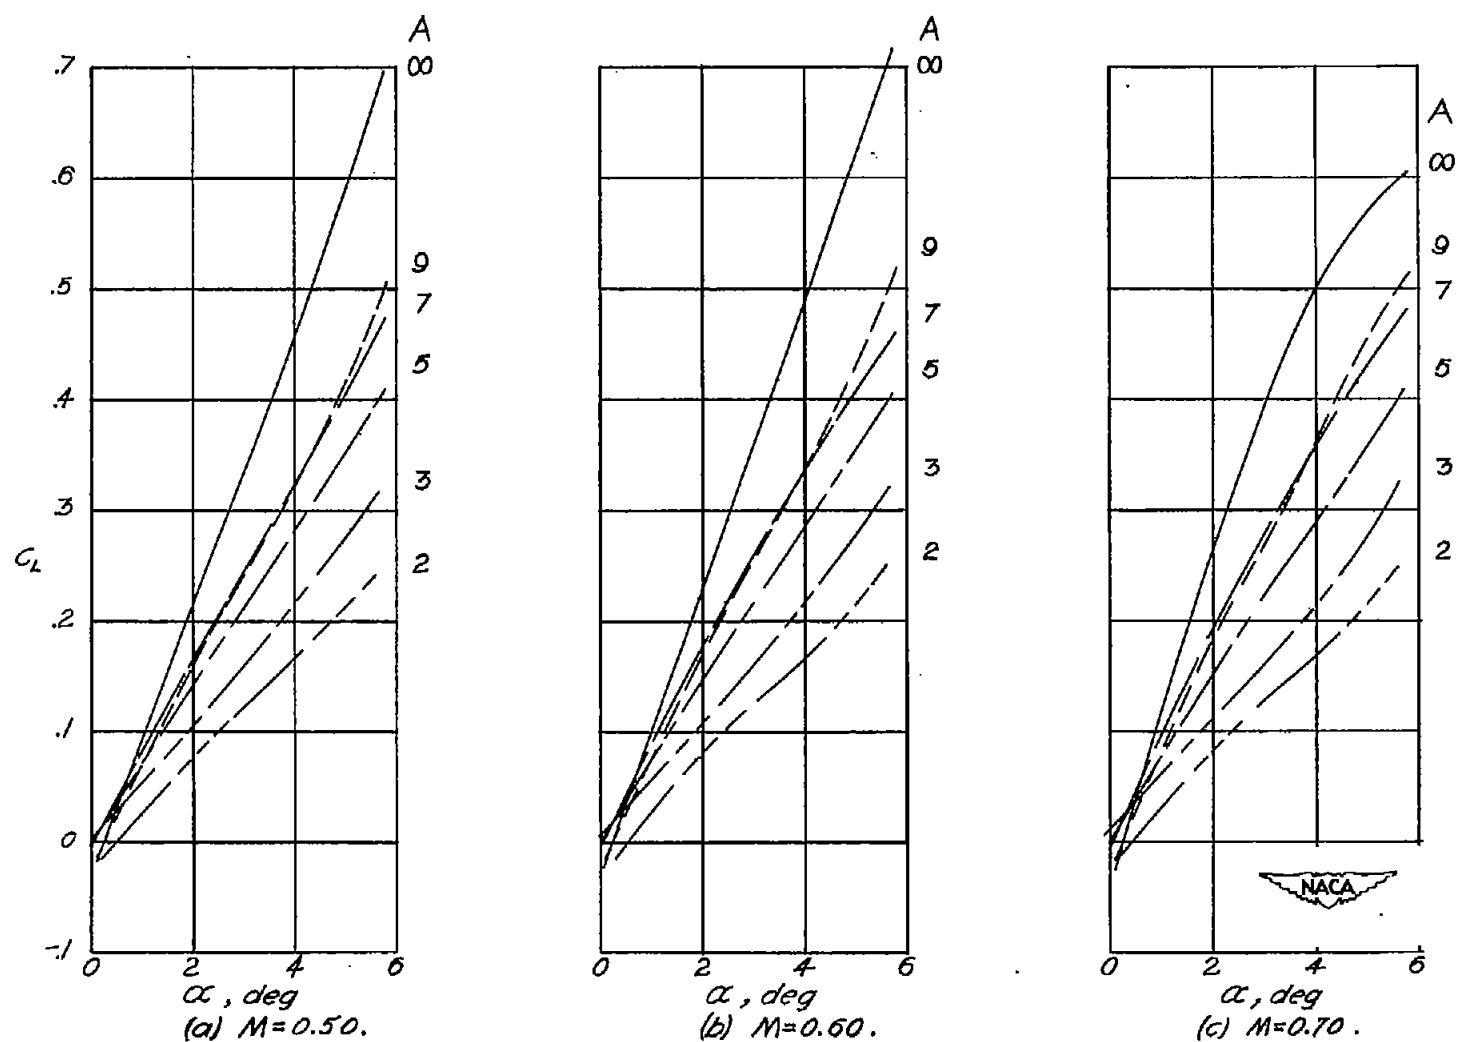 A
∞
9
7
5
3
2
.7
.6
.5
.4
.3
.2
.1
0
-.1
C_L
0 2 4 6
α, deg
(a) M=0.50.
A
∞
9
7
5
3
2
0 2 4 6
α, deg
(b) M=0.60.
A
∞
9
7
5
3
2
NACA
0 2 4 6
α, deg
(c) M=0.70.